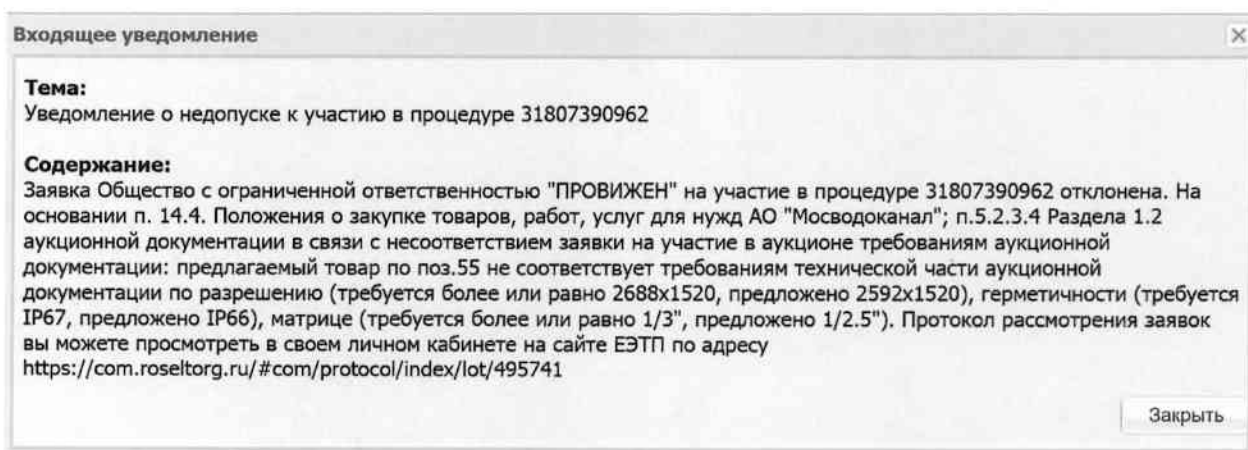 Входящее уведомление
Тема:
Уведомление о недопуске к участию в процедуре 31807390962
Содержание:
Заявка Общество с ограниченной ответственностью "ПРОВИЖЕН" на участие в процедуре 31807390962 отклонена. На
основании п. 14.4. Положения о закупке товаров, работ, услуг для нужд АО "Мосводоканал"; п.5.2.3.4 Раздела 1.2
аукционной документации в связи с несоответствием заявки на участие в аукционе требованиям аукционной
документации: предлагаемый товар по поз.55 не соответствует требованиям технической части аукционной
документации по разрешению (требуется более или равно 2688х1520, предложено 2592х1520), герметичности (требуется
IP67, предложено IP66), матрице (требуется более или равно 1/3", предложено 1/2.5"). Протокол рассмотрения заявок
вы можете просмотреть в своем личном кабинете на сайте ЕЭТП по адресу
https://com.roseltorg.ru/#com/protocol/index/lot/495741
Закрыть